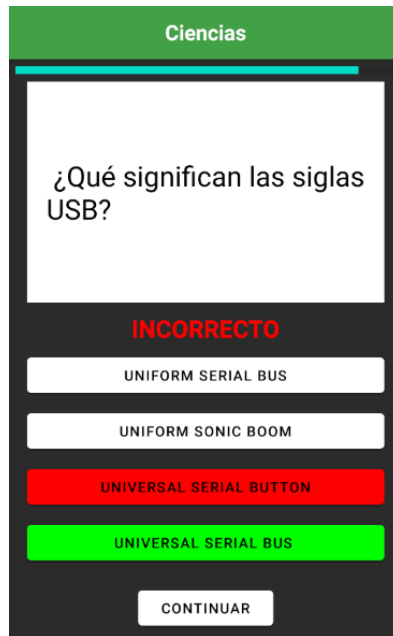 Ciencias
¿Qué significan las siglas
USB?
INCORRECTO
UNIFORM SERIAL BUS
UNIFORM SONIC BOOM
UNIVERSAL SERIAL BUTTON
UNIVERSAL SERIAL BUS
CONTINUAR